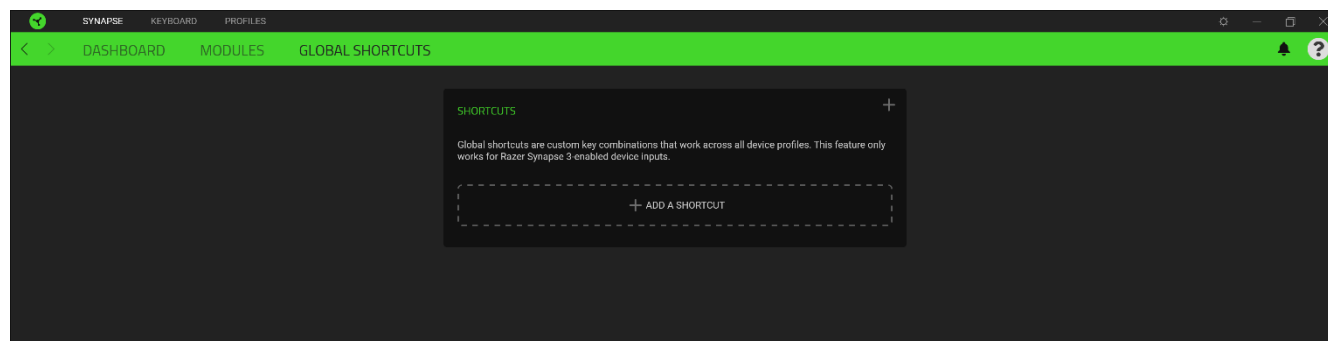 SYNAPSE KEYBOARD PROFILES
DASHBOARD MODULES GLOBAL SHORTCUTS
?
SHORTCUTS
Global shortcuts are custom key combinations that work across all device profiles. This feature only
works for Razer Synapse 3-enabled device inputs.
ADD A SHORTCUT